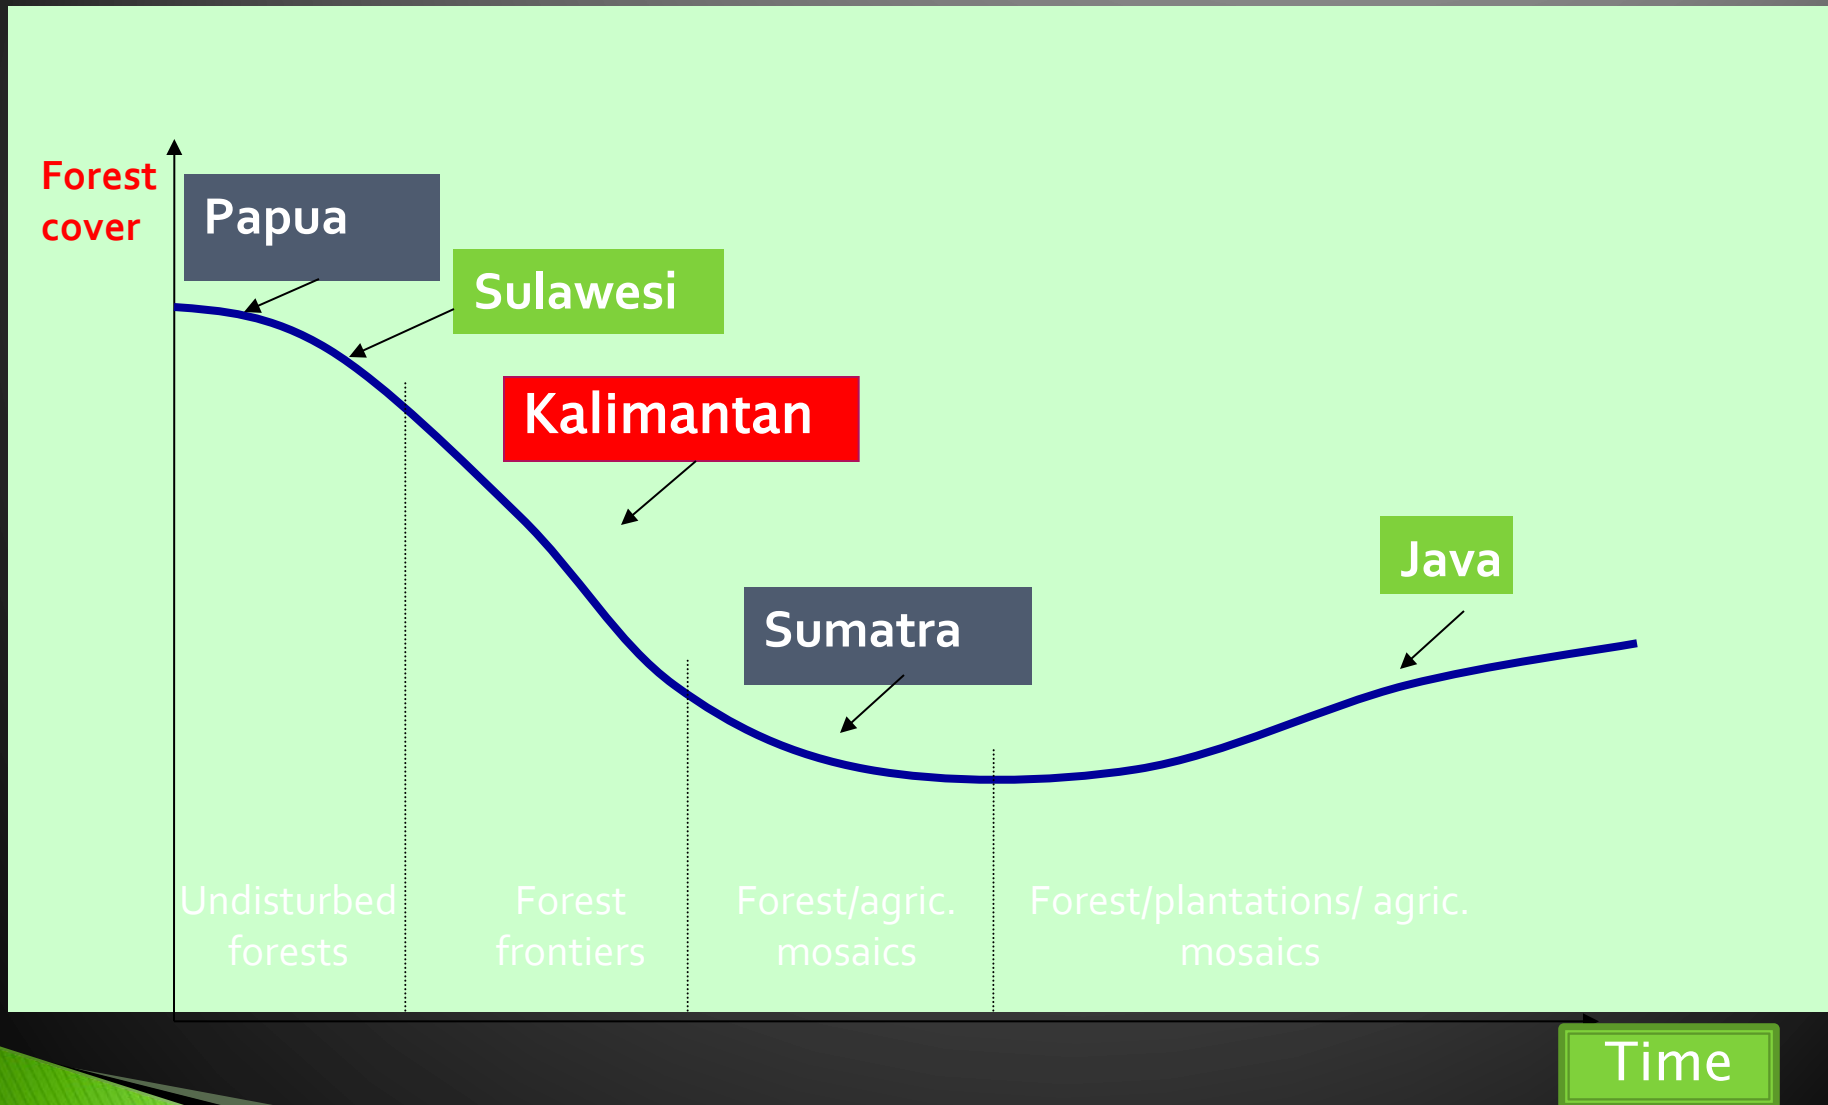 Forest
cover
Papua
Sulawesi
Kalimantan
Java
Sumatra
Undisturbed
forests
Forest
frontiers
Forest/agric.
mosaics
Forest/plantations/ agric.
mosaics
Time